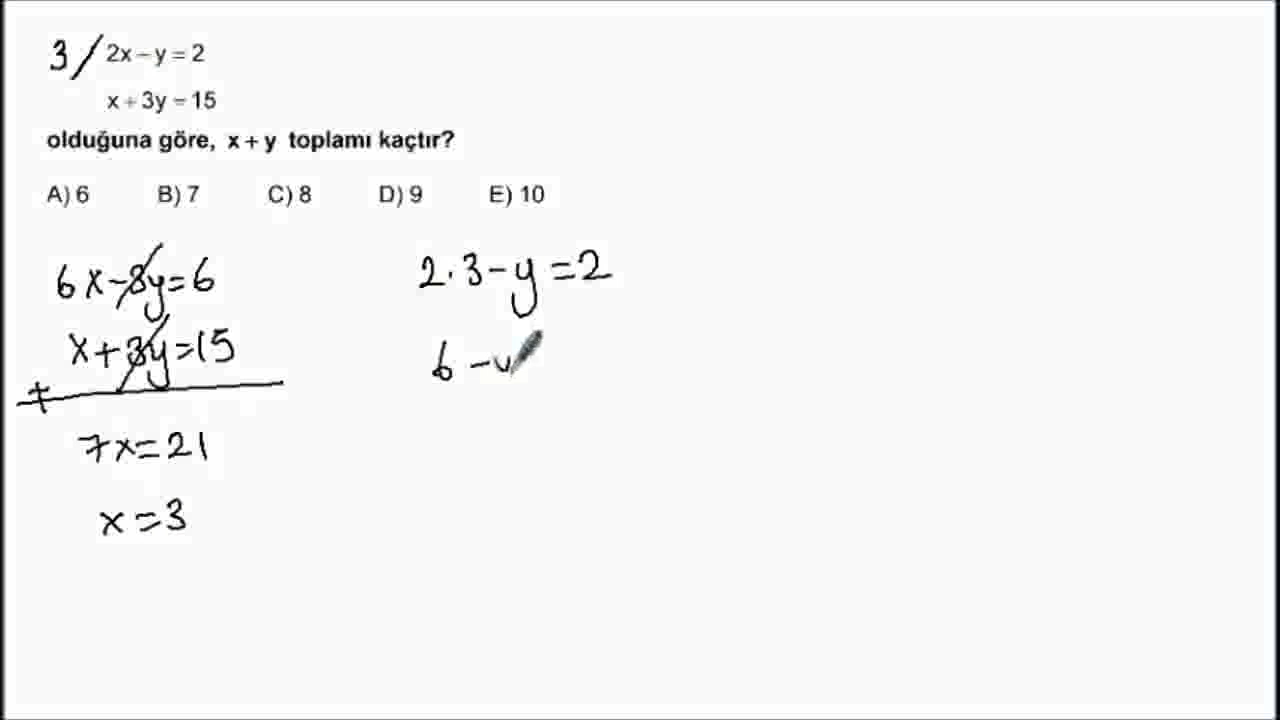 3/ 2x – y = 2
x + 3y = 15
olduğuna göre, x + y toplamı kaçtır?
A) 6 B) 7 C) 8 D) 9 E) 10
6x - 3y = 6
x + 3y = 15
+
7x = 21
x = 3
2·3 - y = 2
6 - y